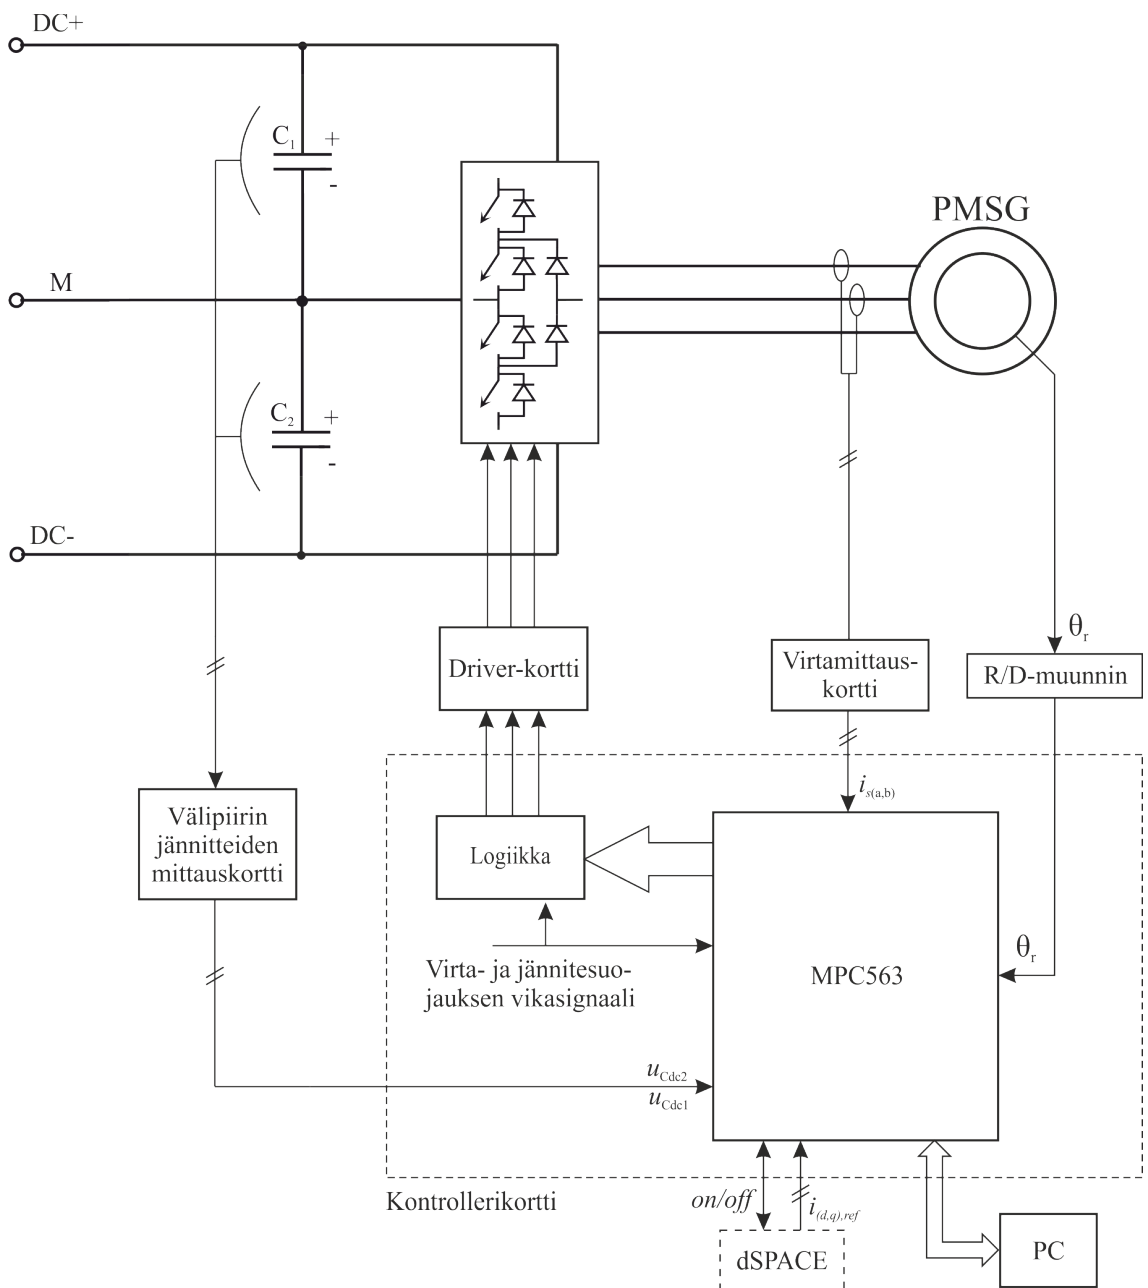 DC+
C1
+
-
PMSG
M
C2
+
-
DC-
θr
Driver-kortti
Virtamittaus-
kortti
R/D-muunnin
is(a,b)
Välipiirin
jännitteiden
mittauskortti
Logiikka
θr
MPC563
Virta- ja jännitesuo-
jauksen vikasignaali
uCdc2
uCdc1
Kontrollerikortti
on/off
i(d,q),ref
dSPACE
PC